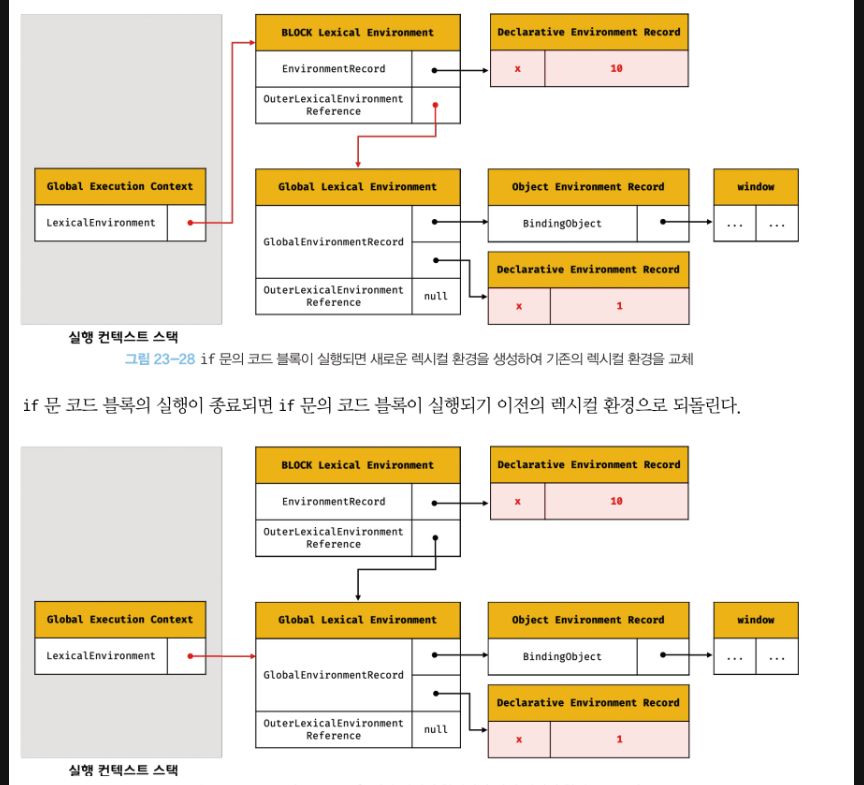 BLOCK Lexical Environment
Declarative Environment Record
EnvironmentRecord
x
10
OuterLexicalEnvironment
Reference
Global Execution Context
Global Lexical Environment
Object Environment Record
window
LexicalEnvironment
BindingObject
...
...
GlobalEnvironmentRecord
Declarative Environment Record
OuterLexicalEnvironment
Reference
null
x
1
실행 컨텍스트 스택
그림 23-28 if 문의 코드 블록이 실행되면 새로운 렉시컬 환경을 생성하여 기존의 렉시컬 환경을 교체
if 문 코드 블록의 실행이 종료되면 if 문의 코드 블록이 실행되기 이전의 렉시컬 환경으로 되돌린다.
BLOCK Lexical Environment
Declarative Environment Record
EnvironmentRecord
x
10
OuterLexicalEnvironment
Reference
Global Execution Context
Global Lexical Environment
Object Environment Record
window
LexicalEnvironment
BindingObject
...
...
GlobalEnvironmentRecord
Declarative Environment Record
OuterLexicalEnvironment
Reference
null
x
1
실행 컨텍스트 스택